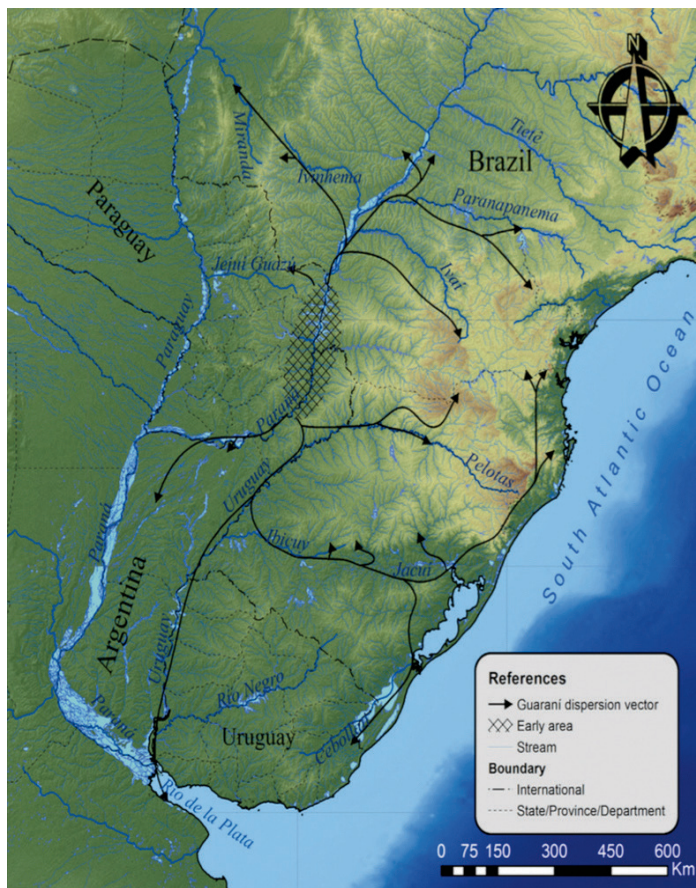 N
Miranda
Tietê
Brazil
Ivinhema
Paranapanema
Paraguay
Jejuí Guazú
Ivaí
Paraguay
South Atlantic Ocean
Paraná
Uruguay
Pelotas
Paraná
Ibicuy
Jacuí
Argentina
Uruguay
Río Negro
Paraná
Uruguay
Cebollatí
Río de la Plata
References
Guaraní dispersion vector
Early area
Stream
Boundary
International
State/Province/Department
0 75 150 300 450 600
Km